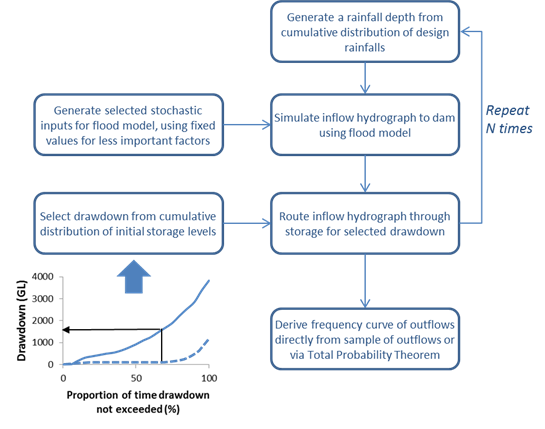 Generate a rainfall depth from
cumulative distribution of design
rainfalls
Generate selected stochastic
inputs for flood model, using fixed
values for less important factors
Simulate inflow hydrograph to dam
using flood model
Repeat
N times
Select drawdown from cumulative
distribution of initial storage levels
Route inflow hydrograph through
storage for selected drawdown
Derive frequency curve of outflows
directly from sample of outflows or
via Total Probability Theorem
Drawdown (GL)
4000
3000
2000
1000
0
0
50
100
Proportion of time drawdown
not exceeded (%)